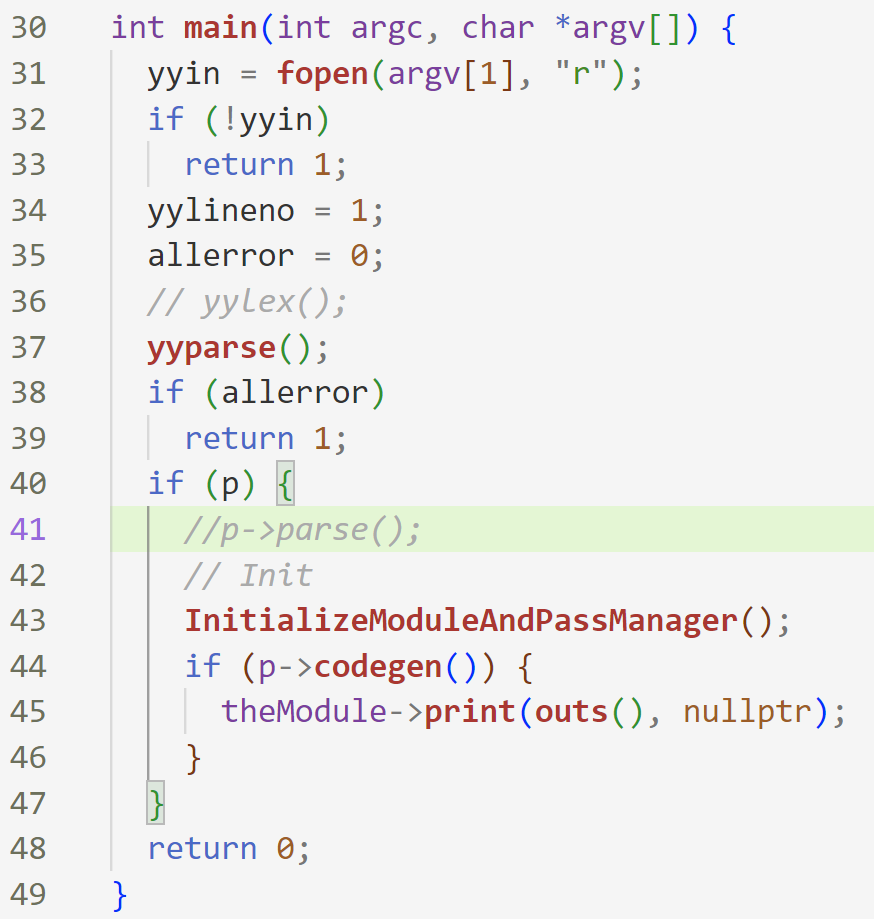 30 int main(int argc, char *argv[]) {
31 yyin = fopen(argv[1], "r");
32 if (!yyin)
33 return 1;
34 yylineno = 1;
35 allerror = 0;
36 // yylex();
37 yyparse();
38 if (allerror)
39 return 1;
40 if (p) {
41 //p->parse();
42 // Init
43 InitializeModuleAndPassManager();
44 if (p->codegen()) {
45 theModule->print(outs(), nullptr);
46 }
47 }
48 return 0;
49 }